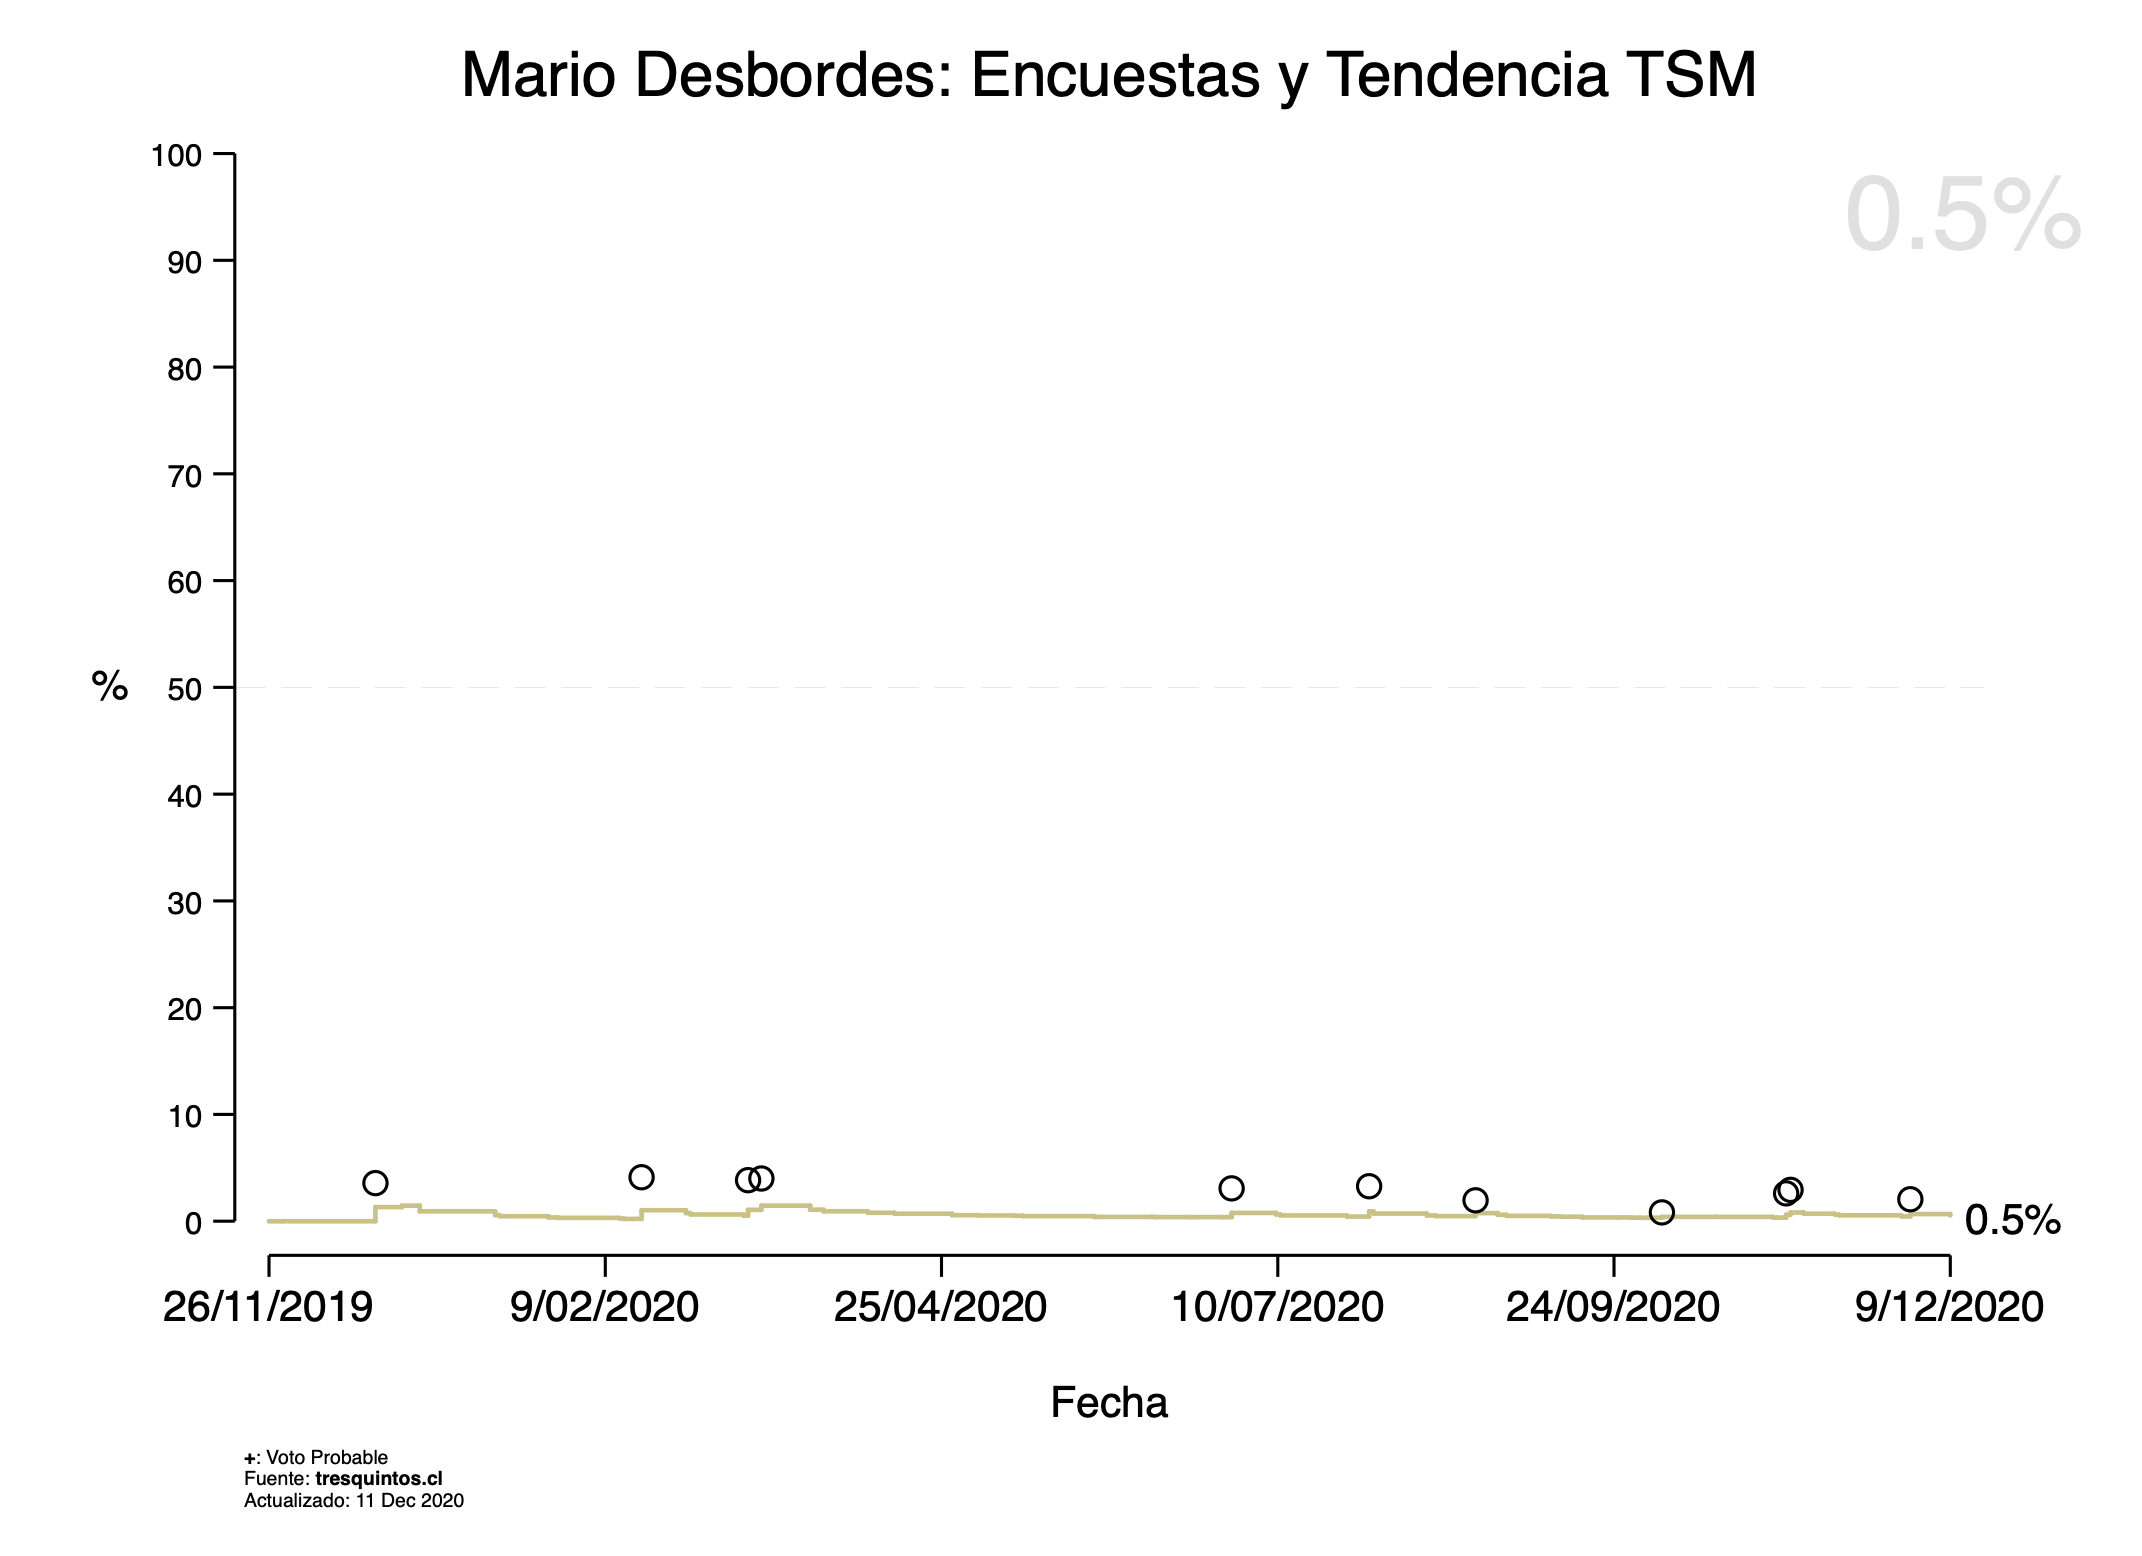 Mario Desbordes: Encuestas y Tendencia TSM
0.5%
100
90
80
70
60
% 50
40
30
20
10
0
0.5%
26/11/2019 9/02/2020 25/04/2020 10/07/2020 24/09/2020 9/12/2020
Fecha
+: Voto Probable
Fuente: tresquintos.cl
Actualizado: 11 Dec 2020